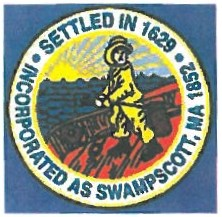 • SETTLED IN 1629 •
INCORPORATED AS SWAMPSCOTT, MA 1852